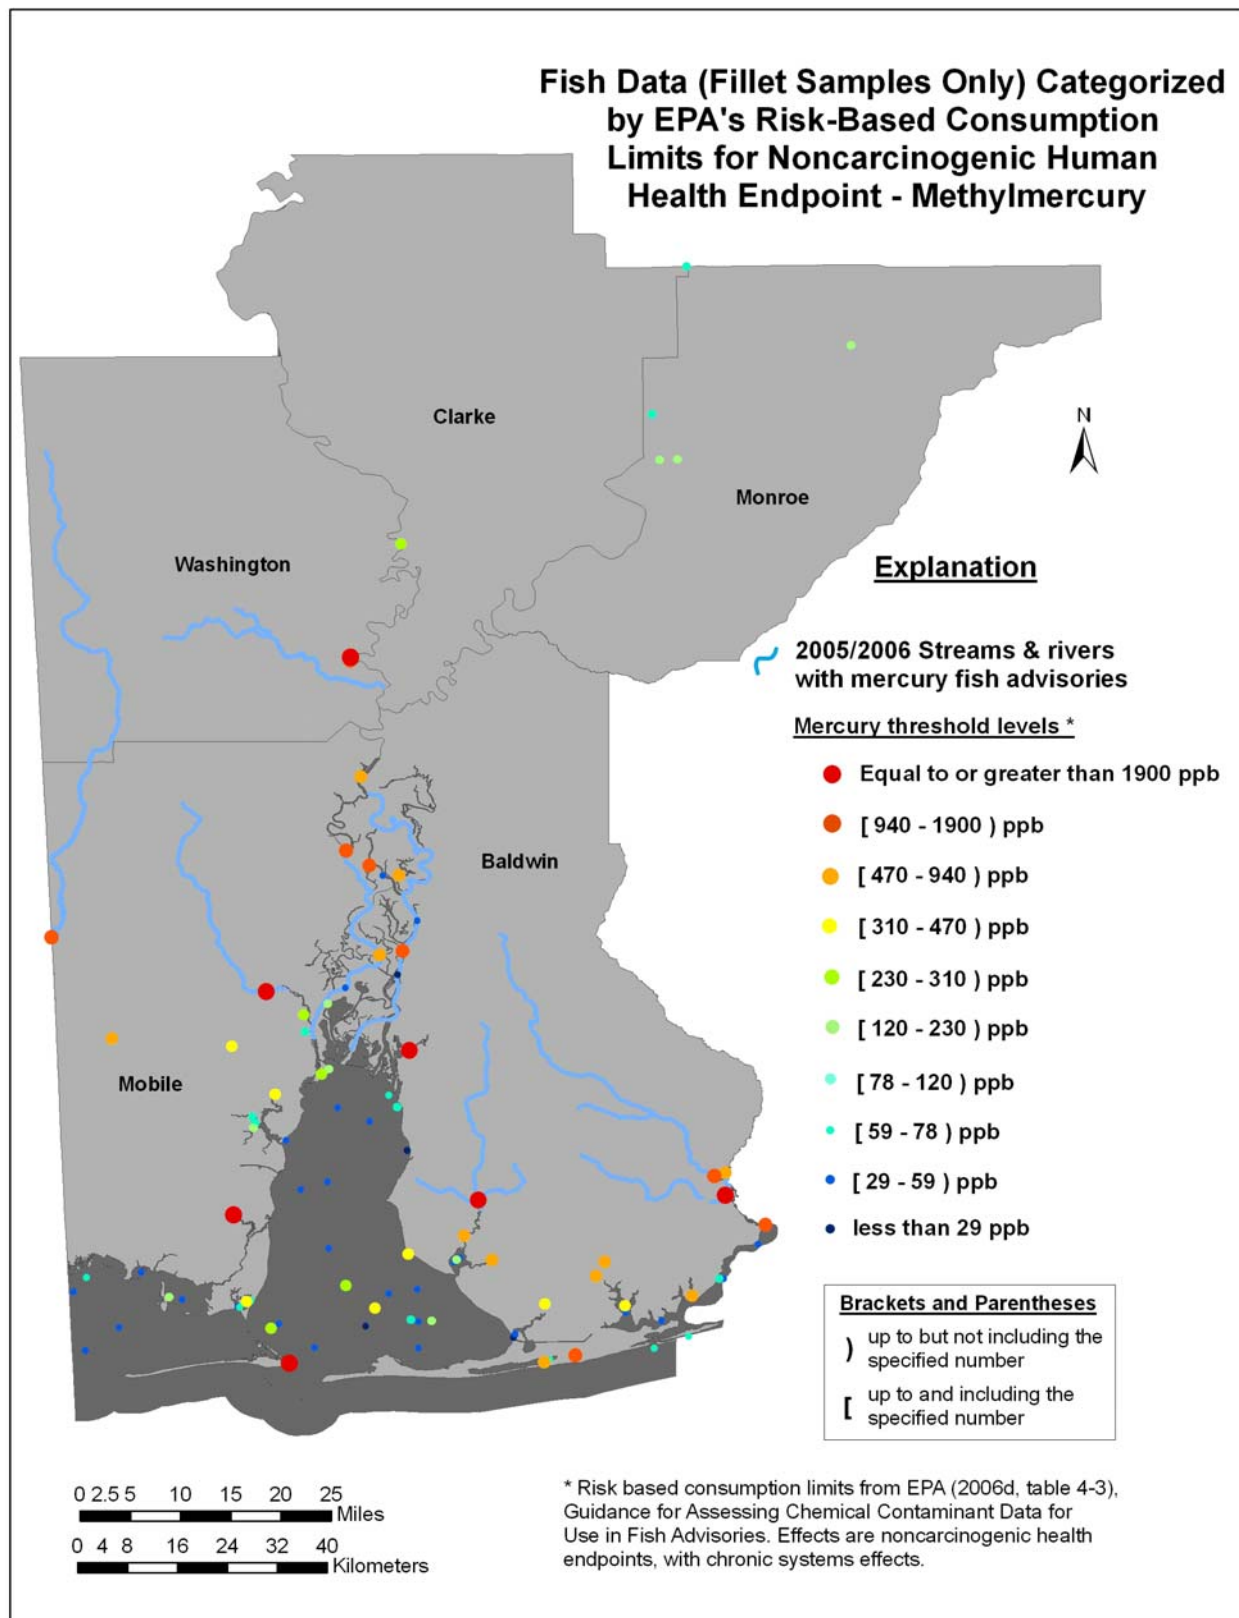 Fish Data (Fillet Samples Only) Categorized
by EPA's Risk-Based Consumption
Limits for Noncarcinogenic Human
Health Endpoint - Methylmercury
Clarke
N
Monroe
Washington
Explanation
2005/2006 Streams & rivers
with mercury fish advisories
Mercury threshold levels *
Equal to or greater than 1900 ppb
[ 940 - 1900 ) ppb
Baldwin
[ 470 - 940 ) ppb
[ 310 - 470 ) ppb
[ 230 - 310 ) ppb
[ 120 - 230 ) ppb
Mobile
[ 78 - 120 ) ppb
[ 59 - 78 ) ppb
[ 29 - 59 ) ppb
less than 29 ppb
Brackets and Parentheses
) up to but not including the
specified number
[ up to and including the
specified number
0 2.5 5 10 15 20 25
Miles
0 4 8 16 24 32 40
Kilometers
* Risk based consumption limits from EPA (2006d, table 4-3),
Guidance for Assessing Chemical Contaminant Data for
Use in Fish Advisories. Effects are noncarcinogenic health
endpoints, with chronic systems effects.